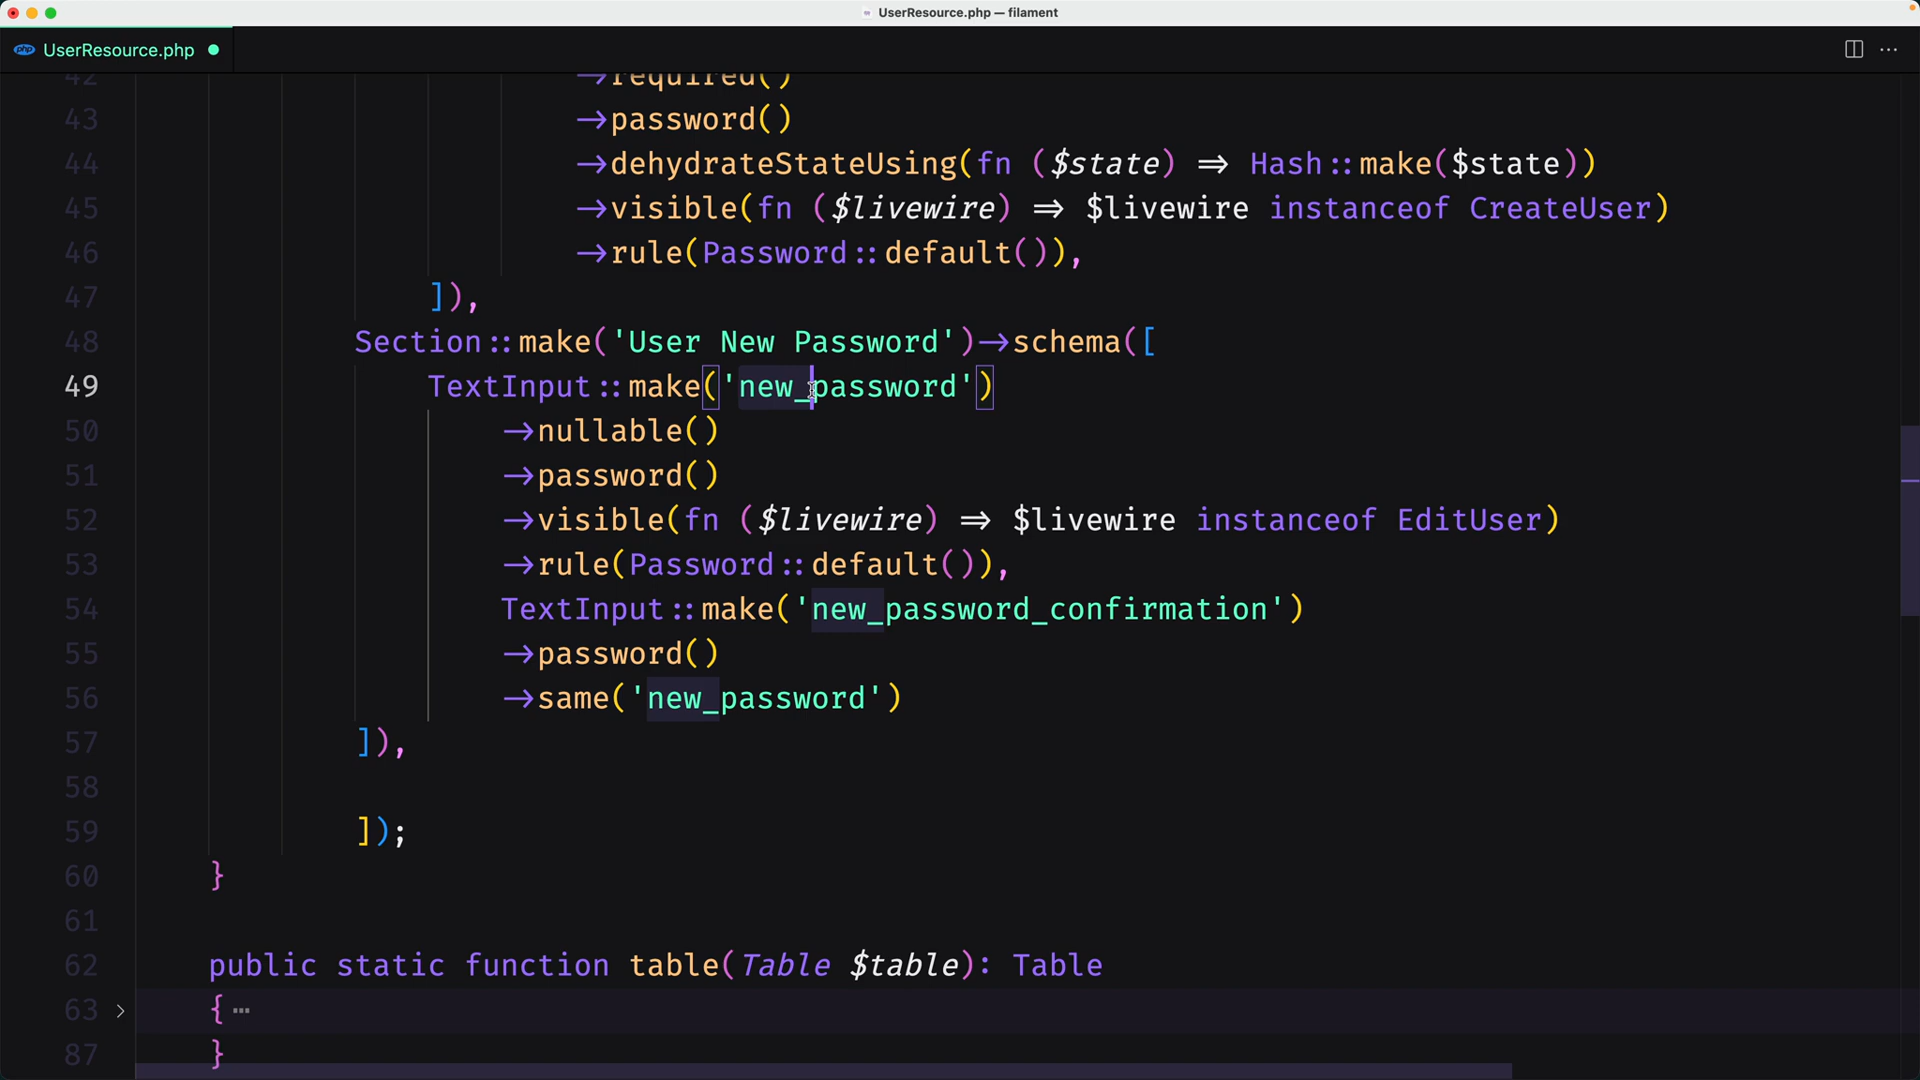 UserResource.php — filament
php UserResource.php
42 ->required()
43 ->password()
44 ->dehydrateStateUsing(fn ($state) => Hash::make($state))
45 ->visible(fn ($livewire) => $livewire instanceof CreateUser)
46 ->rule(Password::default()),
47 ]),
48 Section::make('User New Password')->schema([
49 TextInput::make('new_password')
50 ->nullable()
51 ->password()
52 ->visible(fn ($livewire) => $livewire instanceof EditUser)
53 ->rule(Password::default()),
54 TextInput::make('new_password_confirmation')
55 ->password()
56 ->same('new_password')
57 ]),
58
59 ]);
60 }
61
62 public static function table(Table $table): Table
63 { ⋯
87 }